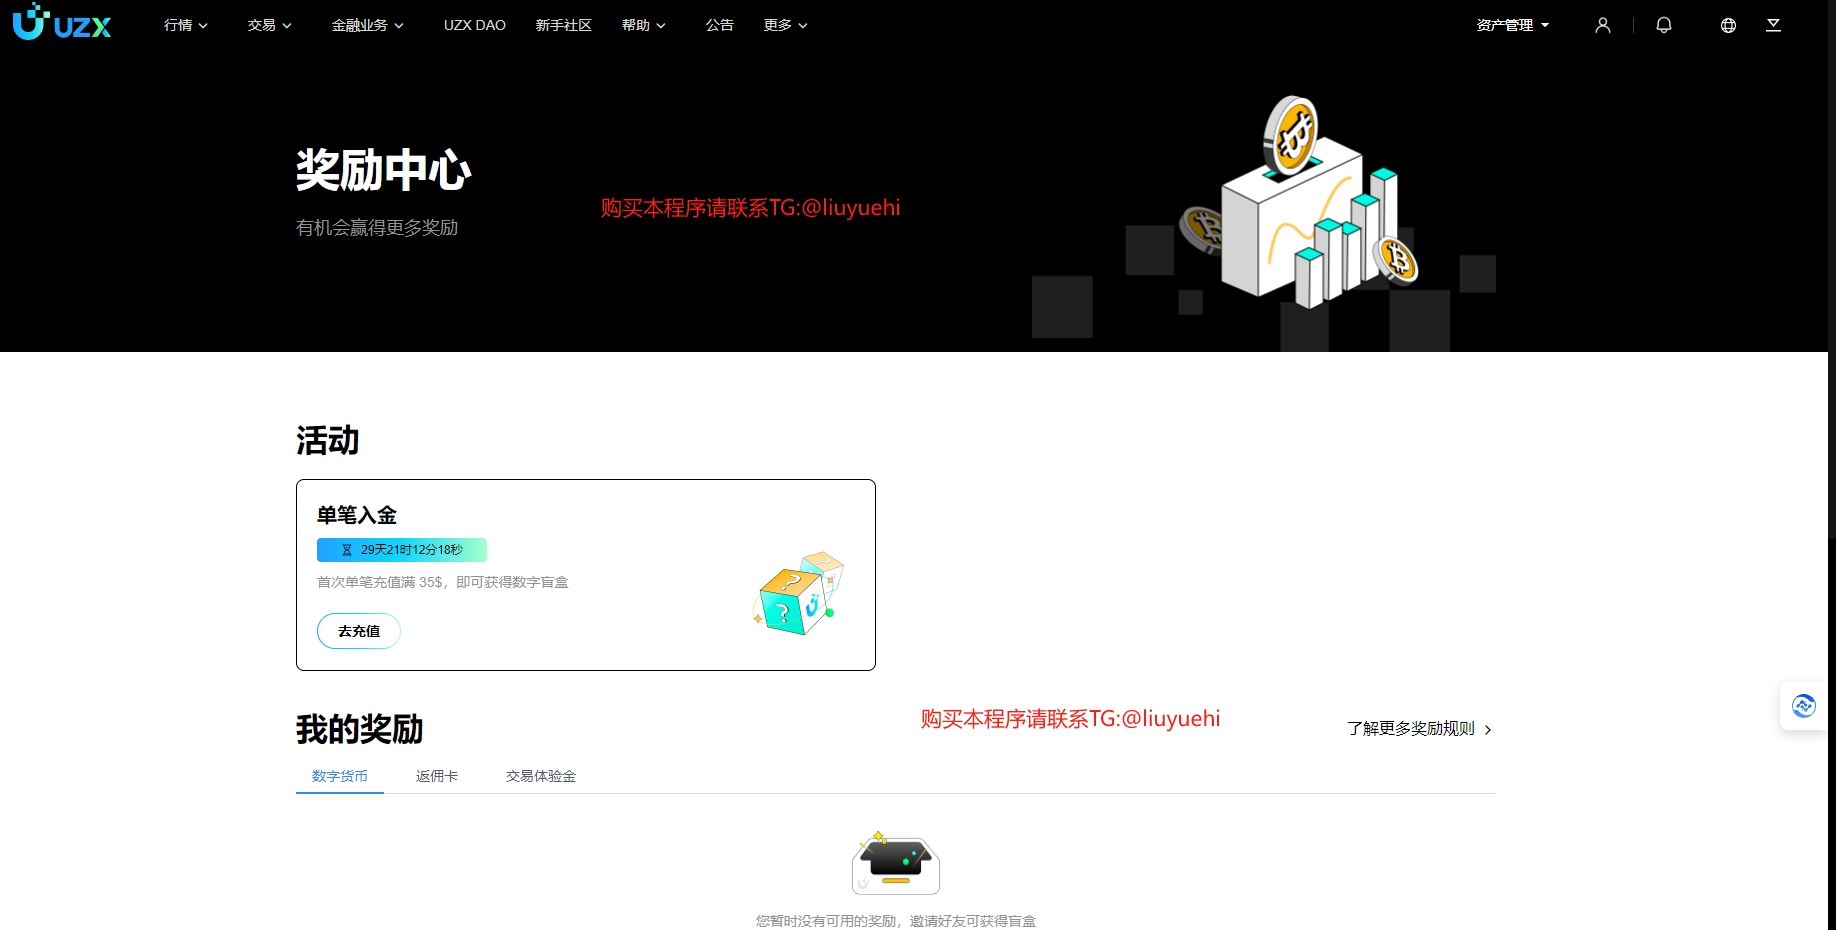 UZX
行情
交易
金融业务
UZX DAO
新手社区
帮助
公告
更多
资产管理
奖励中心
购买本程序请联系TG:@liuyuehi
有机会赢得更多奖励
活动
单笔入金
29天21时12分18秒
首次单笔充值满 35$，即可获得数字盲盒
去充值
我的奖励
购买本程序请联系TG:@liuyuehi
了解更多奖励规则
数字货币
返佣卡
交易体验金
您暂时没有可用的奖励，邀请好友可获得盲盒